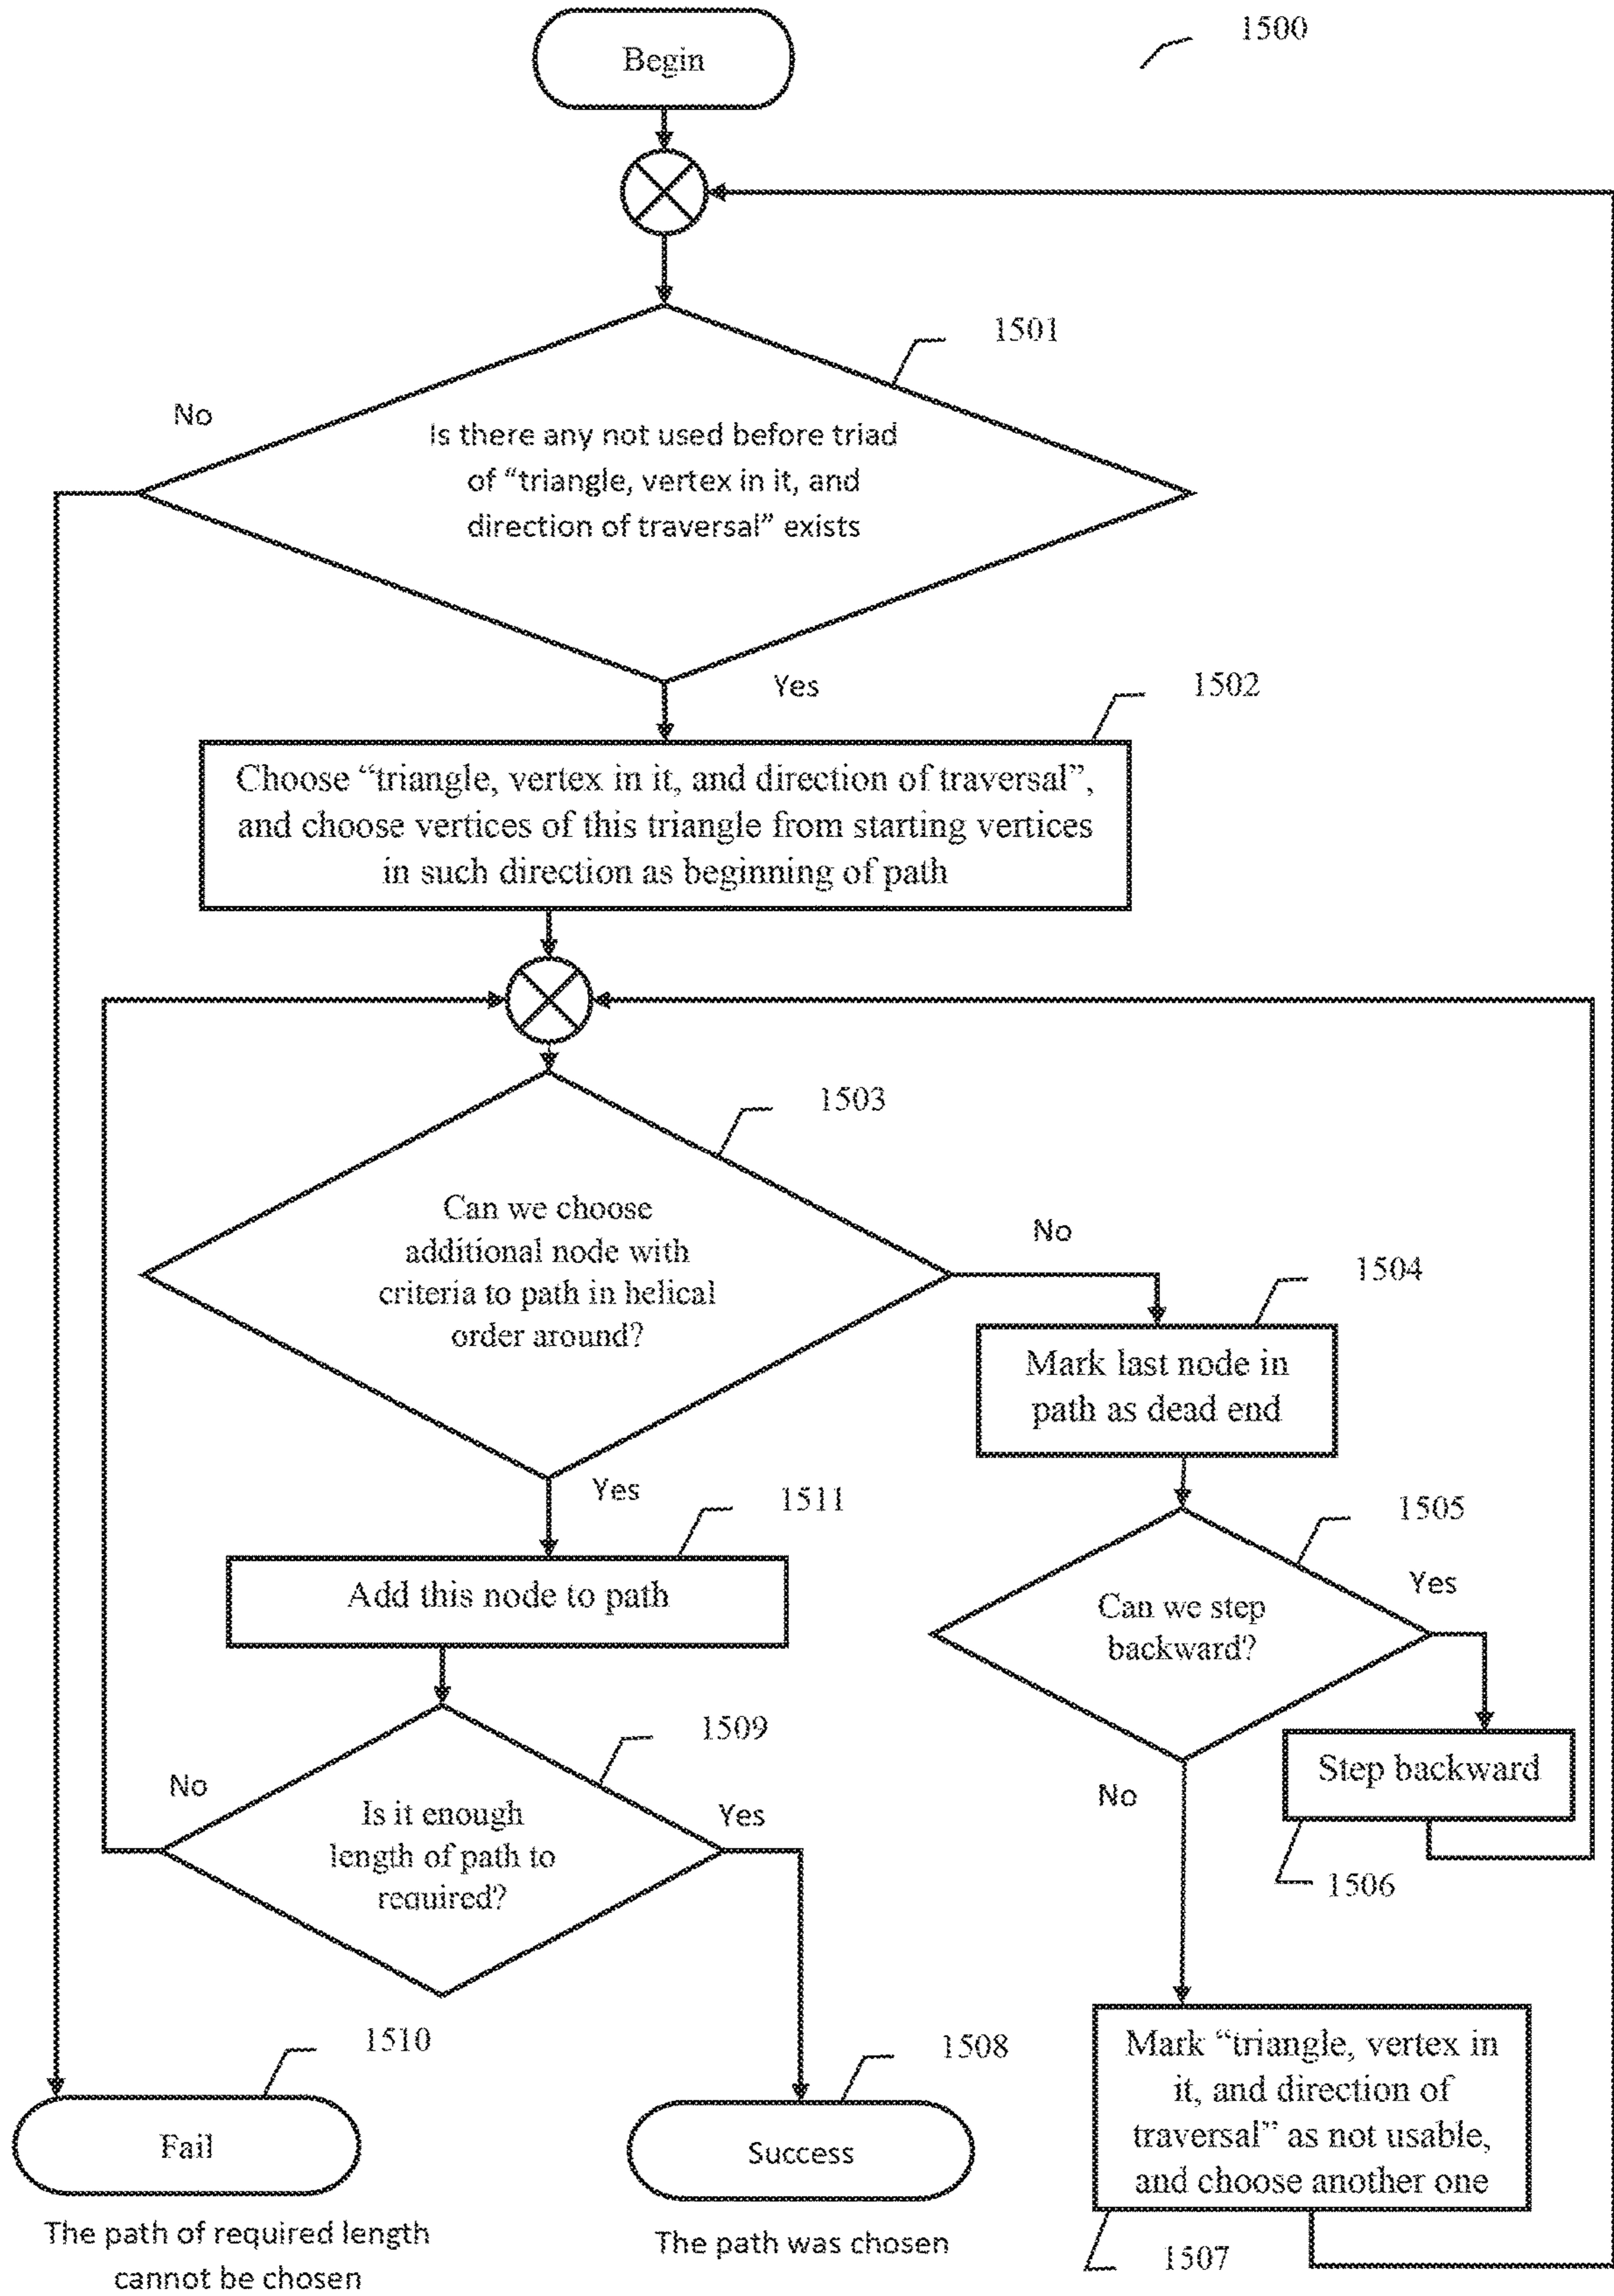 1500
Begin
1501
No
Is there any not used before triad
of “triangle, vertex in it, and
direction of traversal” exists
Yes
1502
Choose “triangle, vertex in it, and direction of traversal”,
and choose vertices of this triangle from starting vertices
in such direction as beginning of path
1503
Can we choose
additional node with
criteria to path in helical
order around?
No
1504
Mark last node in
path as dead end
Yes
1511
1505
Add this node to path
Can we step
backward?
Yes
1509
No
Is it enough
length of path to
required?
Yes
Step backward
No
1506
1510
1508
Fail
Success
Mark “triangle, vertex in
it, and direction of
traversal” as not usable,
and choose another one
The path of required length
cannot be chosen
The path was chosen
1507